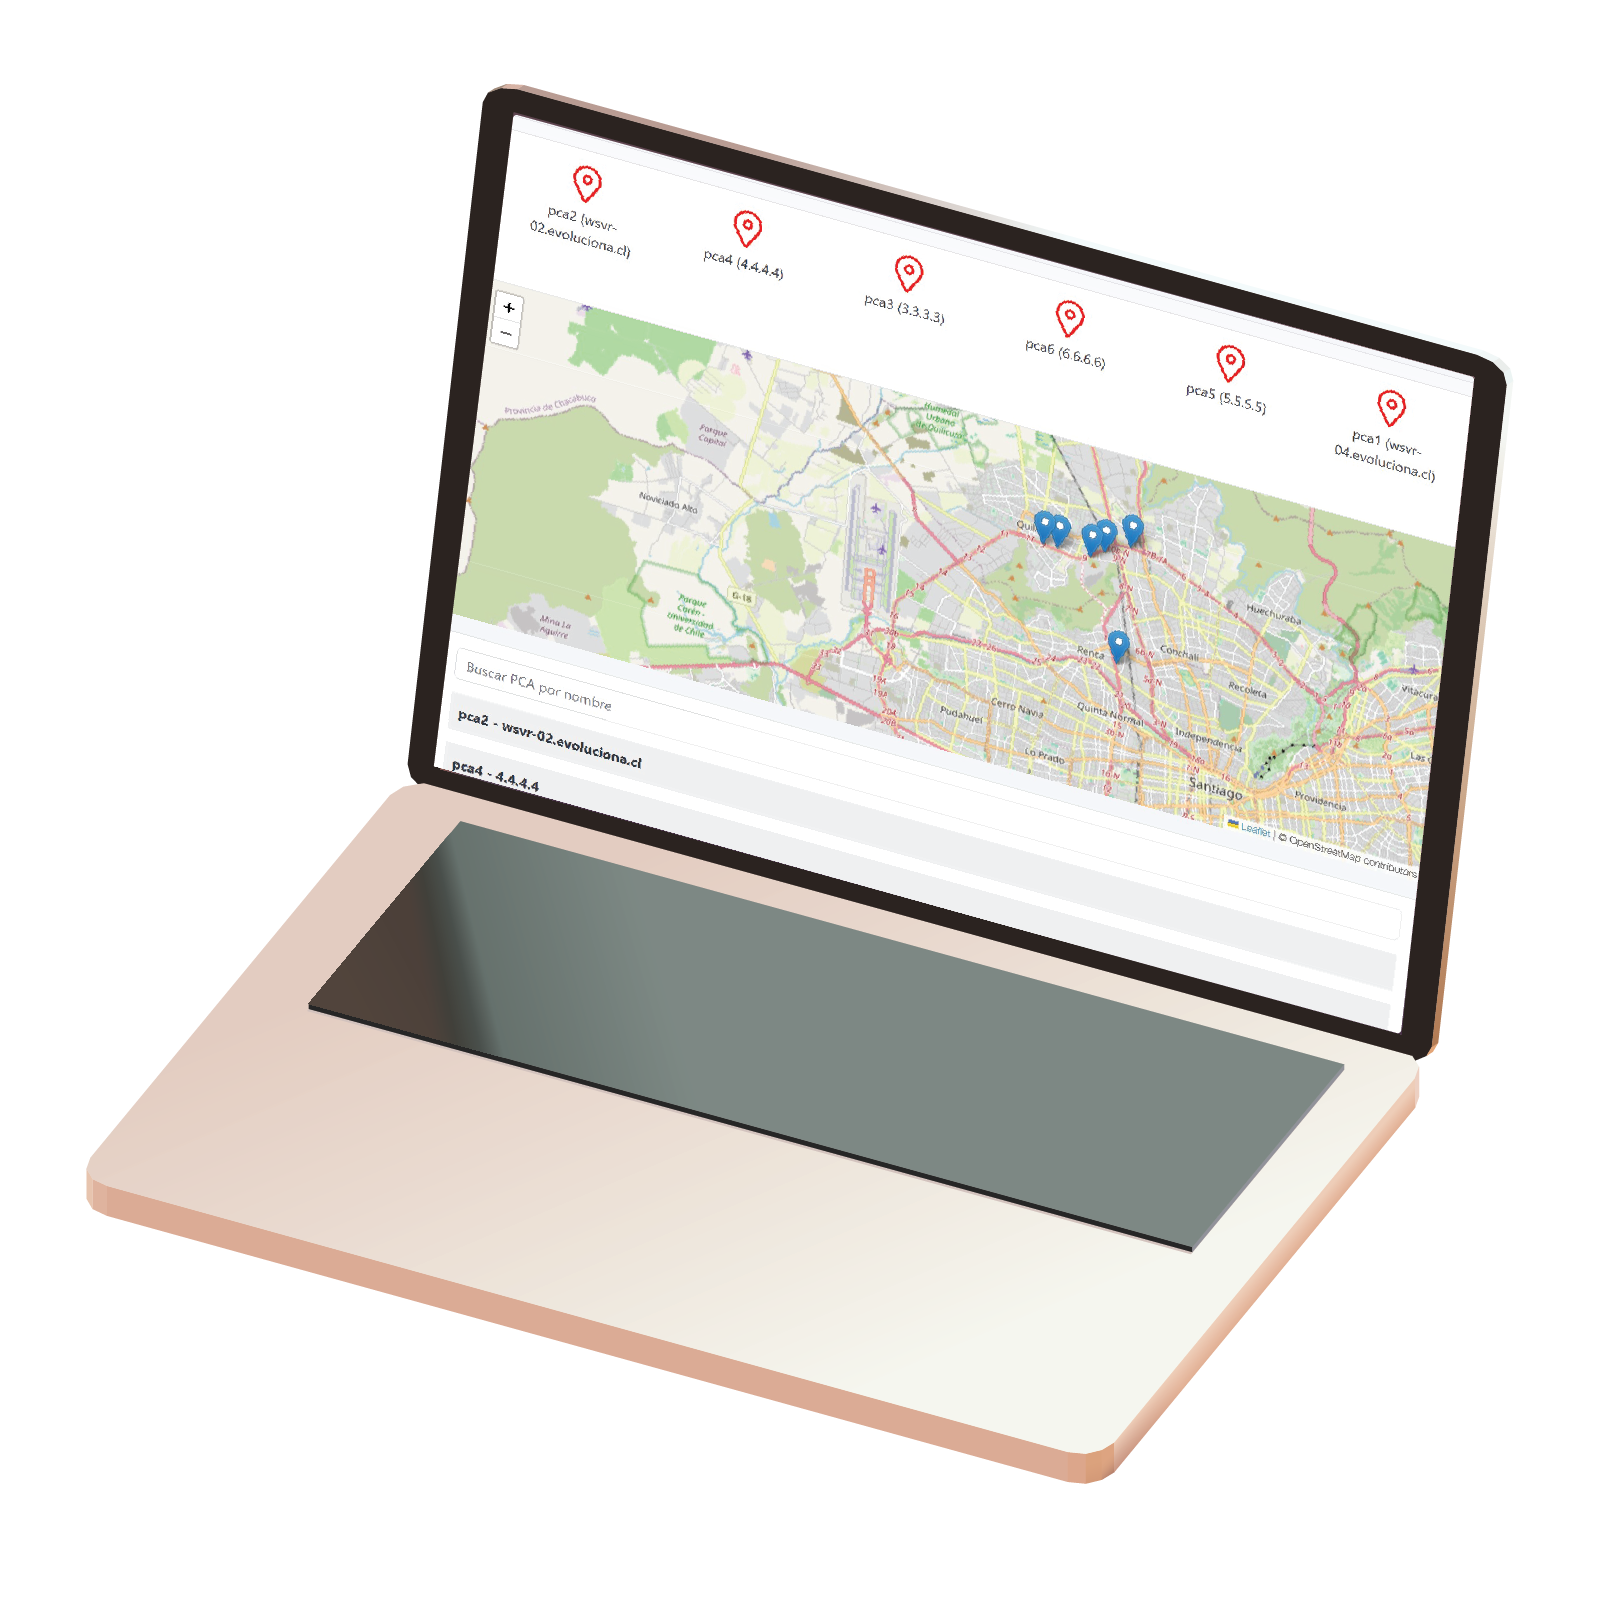 pca2 (wsvr-
02.evoluciona.cl)
pca4 (4.4.4.4)
pca3 (3.3.3.3)
pca6 (6.6.6.6)
pca5 (5.5.5.5)
pca1 (wsvr-
04.evoluciona.cl)
+
−
Provincia de Chacabuco
Parque
Capital
Humedal
Urbano
de Quilicura
Noviciado Alto
G-18
Parque
Carén -
Universidad
de Chile
Mina La
Aguirre
Huechuraba
Renca
Conchalí
Recoleta
Vitacura
Cerro Navia
Quinta Normal
Pudahuel
Independencia
Lo Prado
Santiago
Providencia
Leaflet | © OpenStreetMap contributors
Buscar PCA por nombre
pca2 - wsvr-02.evoluciona.cl
pca4 - 4.4.4.4